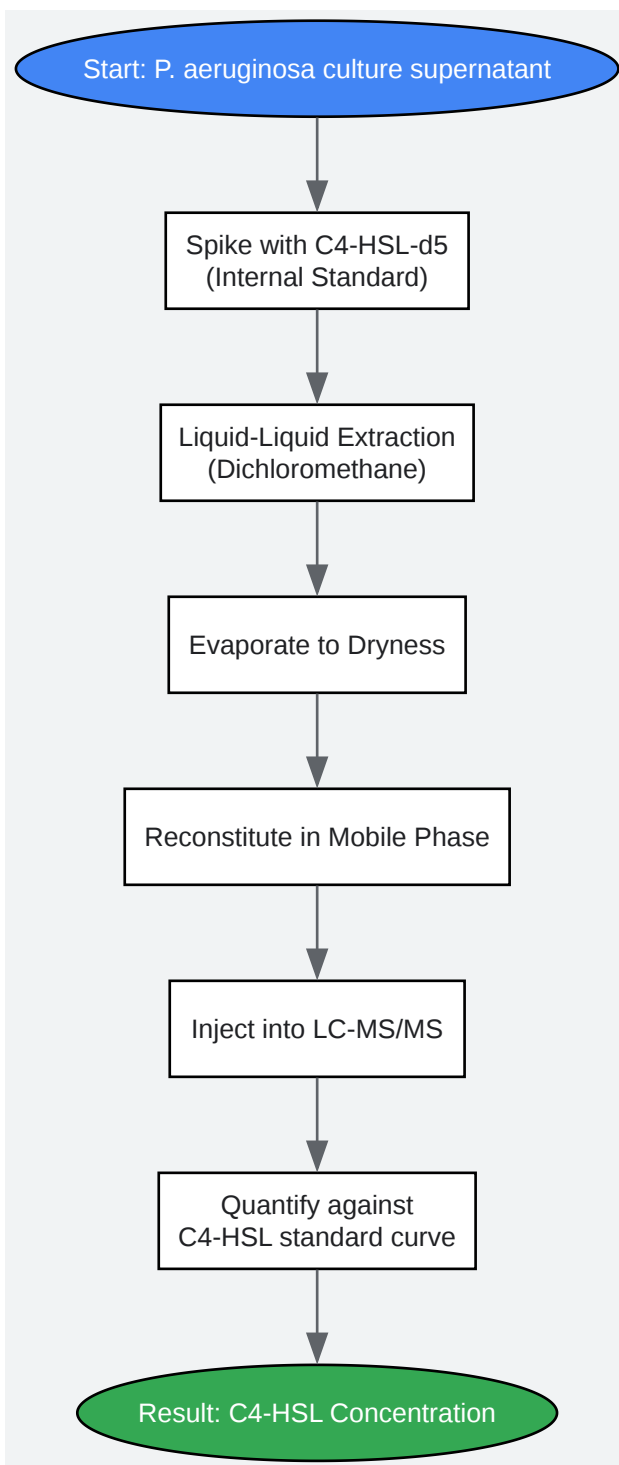 Start: P. aeruginosa culture supernatant
Spike with C4-HSL-d5
(Internal Standard)
Liquid-Liquid Extraction
(Dichloromethane)
Evaporate to Dryness
Reconstitute in Mobile Phase
Inject into LC-MS/MS
Quantify against
C4-HSL standard curve
Result: C4-HSL Concentration